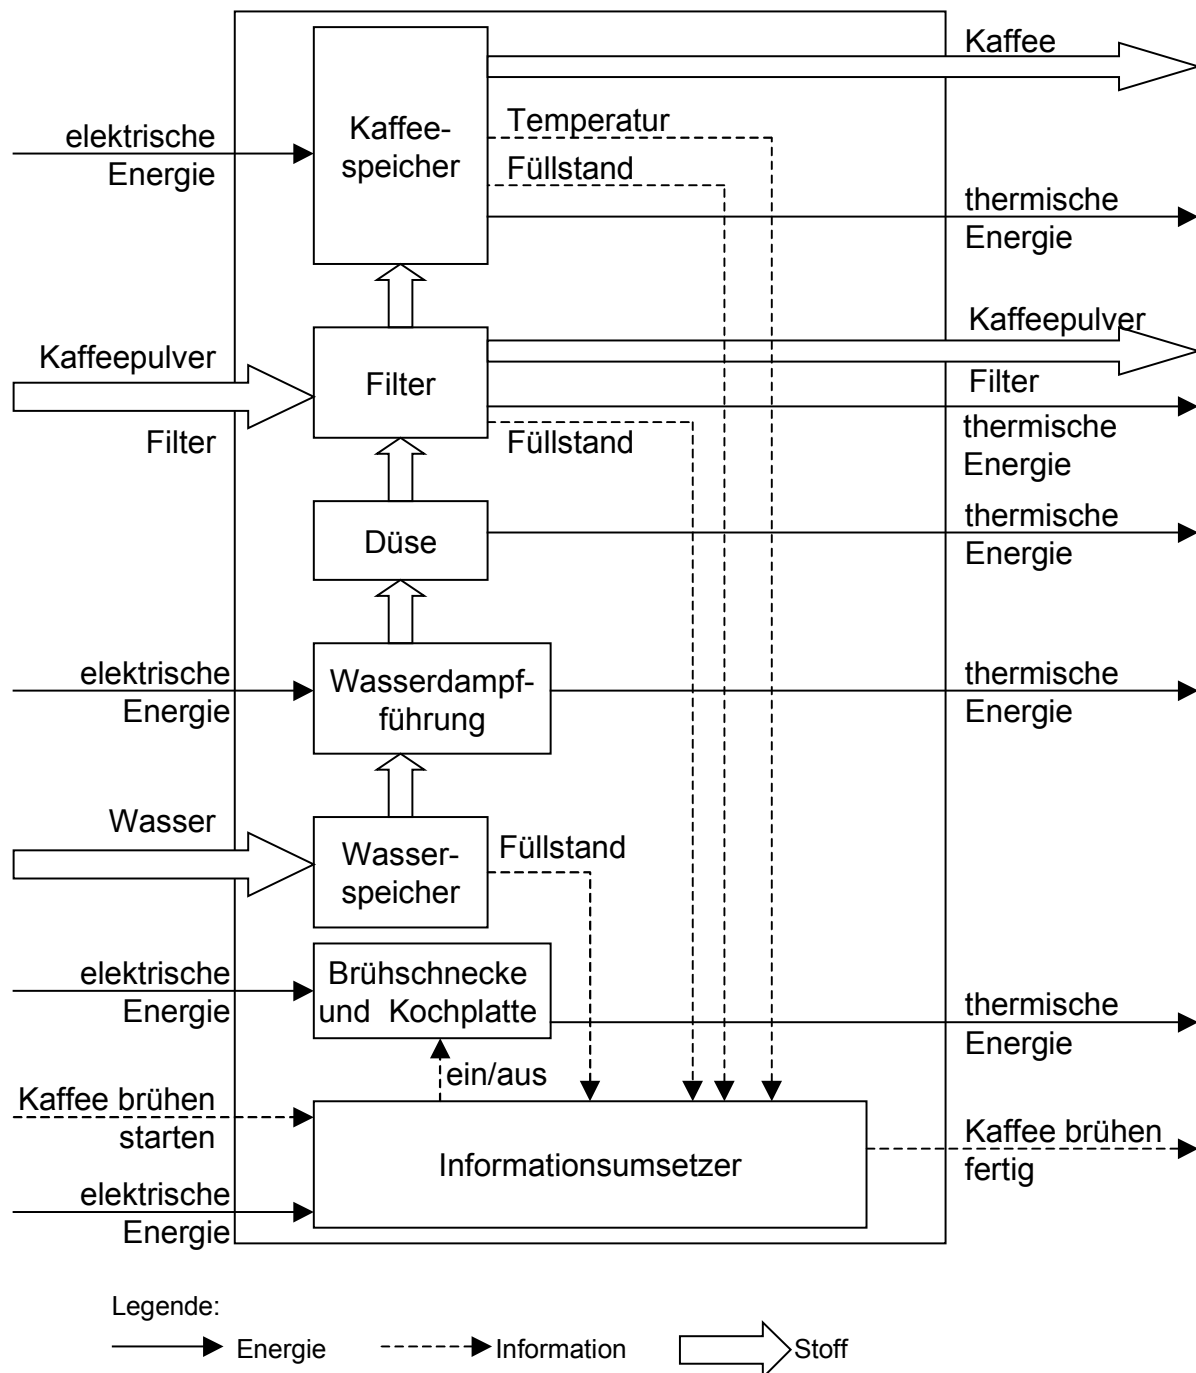 Kaffee
elektrische
Energie
Kaffee-
speicher
Temperatur
Füllstand
thermische
Energie
Kaffeepulver
Filter
Filter
Füllstand
Kaffeepulver
Filter
thermische
Energie
Düse
thermische
Energie
elektrische
Energie
Wasserdampf-
führung
thermische
Energie
Wasser
Wasser-
speicher
Füllstand
elektrische
Energie
Brühschnecke
und Kochplatte
thermische
Energie
ein/aus
Kaffee brühen
starten
elektrische
Energie
Informationsumsetzer
Kaffee brühen
fertig
Legende:
Energie
Information
Stoff